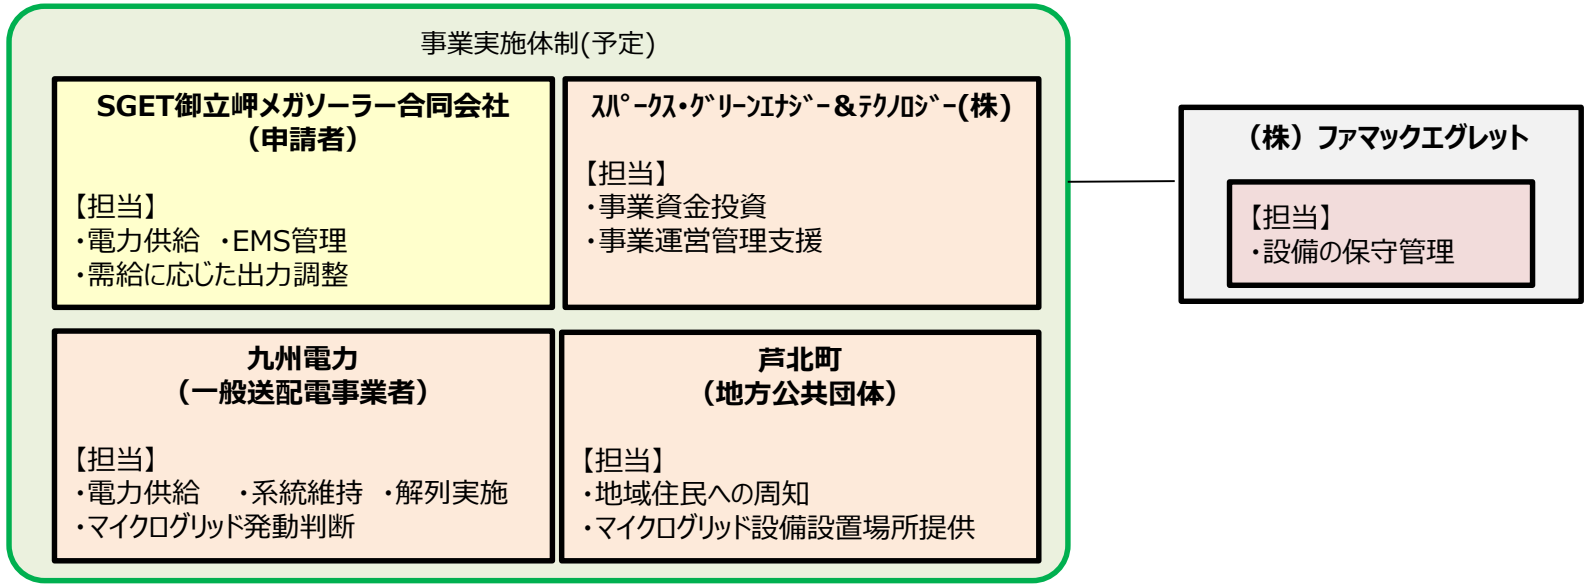 事業実施体制(予定)
SGET御立岬メガソーラー合同会社
（申請者）
【担当】
・電力供給　・EMS管理
・需給に応じた出力調整
ｽﾊﾟｰｸｽ・ｸﾞﾘｰﾝｴﾅｼﾞｰ＆ﾃｸﾉﾛｼﾞｰ(株)
【担当】
・事業資金投資
・事業運営管理支援
九州電力
（一般送配電事業者）
【担当】
・電力供給　・系統維持　・解列実施
・マイクログリッド発動判断
芦北町
（地方公共団体）
【担当】
・地域住民への周知
・マイクログリッド設備設置場所提供
（株）ファマックエグレット
【担当】
・設備の保守管理